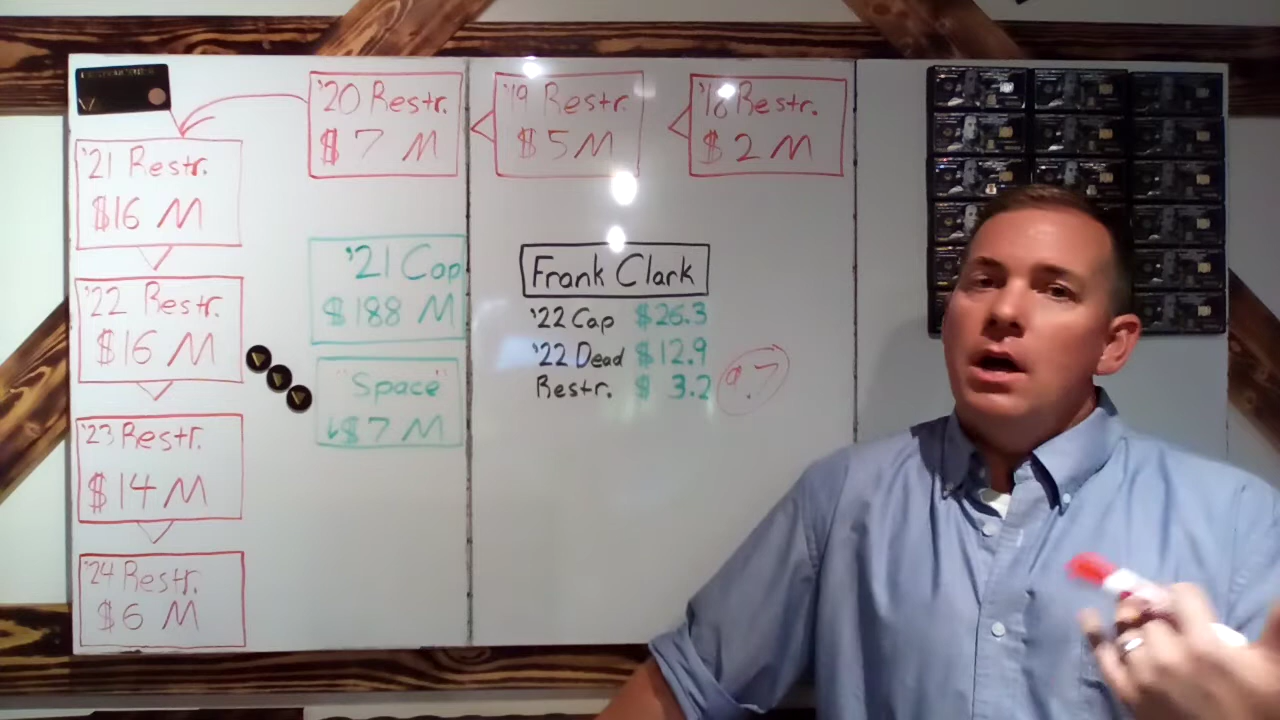 '20 Restr.
$ 7 M
'19 Restr.
$ 5 M
'18 Restr.
$ 2 M
'21 Restr.
$16 M
'22 Restr.
$16 M
'23 Restr.
$14 M
'24 Restr.
$6 M
'21 Cap
$188 M
"Space"
↓$7 M
Frank Clark
'22 Cap $26.3
'22 Dead $12.9
Restr. $ 3.2
$.7